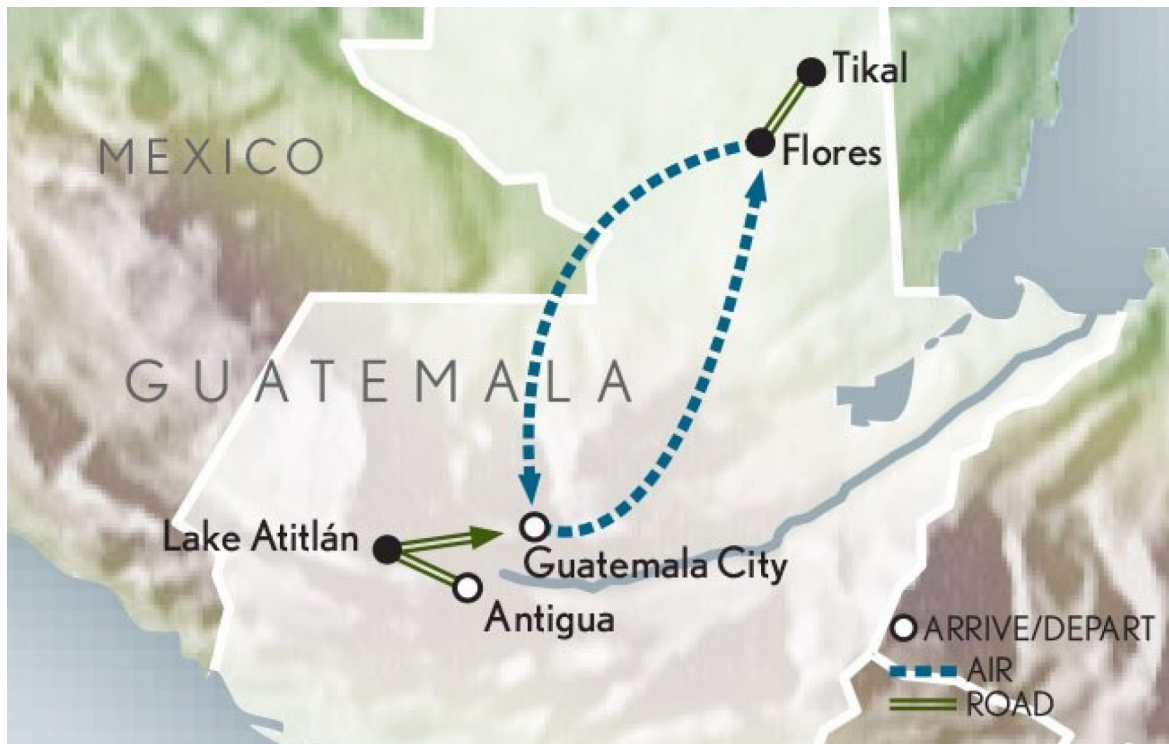 Tikal
Flores
MEXICO
GUATEMALA
Lake Atitlán
Guatemala City
Antigua
ARRIVE/DEPART
AIR
ROAD